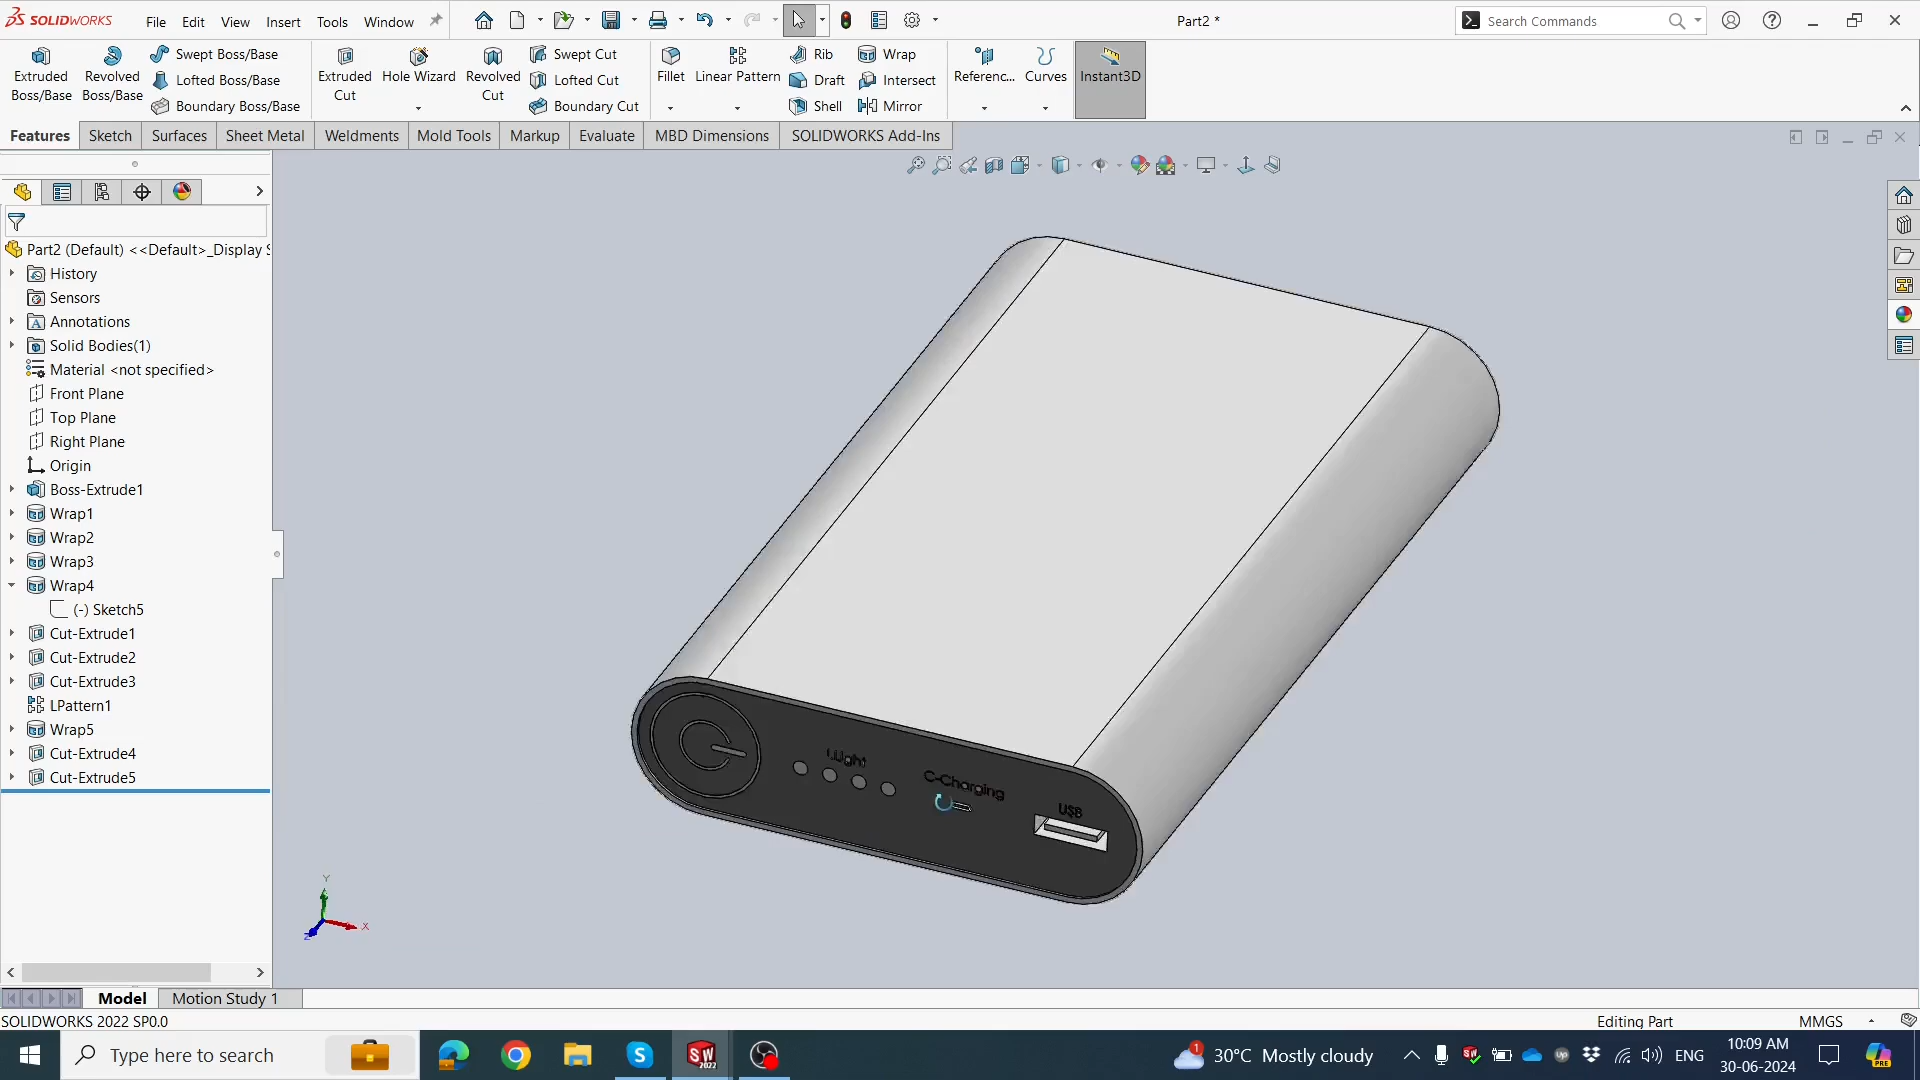 SOLIDWORKS File Edit View Insert Tools Window Part2 * Search Commands
Extruded Boss/Base
Revolved Boss/Base
Swept Boss/Base
Lofted Boss/Base
Boundary Boss/Base
Extruded Cut
Hole Wizard
Revolved Cut
Swept Cut
Lofted Cut
Boundary Cut
Fillet
Linear Pattern
Rib
Draft
Shell
Wrap
Intersect
Mirror
Referenc...
Curves
Instant3D
Features Sketch Surfaces Sheet Metal Weldments Mold Tools Markup Evaluate MBD Dimensions SOLIDWORKS Add-Ins
Part2 (Default) <<Default>_Display S
History
Sensors
Annotations
Solid Bodies(1)
Material <not specified>
Front Plane
Top Plane
Right Plane
Origin
Boss-Extrude1
Wrap1
Wrap2
Wrap3
Wrap4
(-) Sketch5
Cut-Extrude1
Cut-Extrude2
Cut-Extrude3
LPattern1
Wrap5
Cut-Extrude4
Cut-Extrude5
C-Charging
USB
Y
X
Z
Model Motion Study 1
SOLIDWORKS 2022 SP0.0 Editing Part MMGS
Type here to search
SW 2022
1
30°C Mostly cloudy
ENG
10:09 AM
30-06-2024
PRE